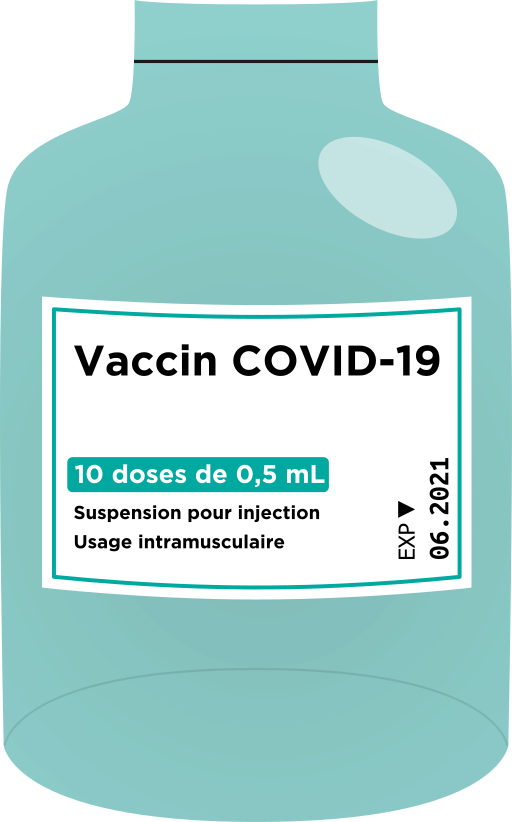 Vaccin COVID-19
10 doses de 0,5 mL
Suspension pour injection
Usage intramusculaire
EXP ▼
06.2021